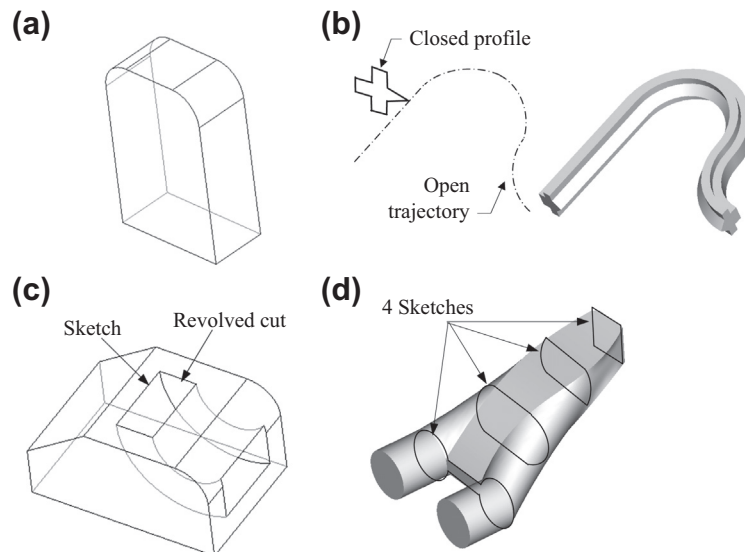 (a)
(b)
Closed profile
Open
trajectory
(c)
Sketch
Revolved cut
(d)
4 Sketches